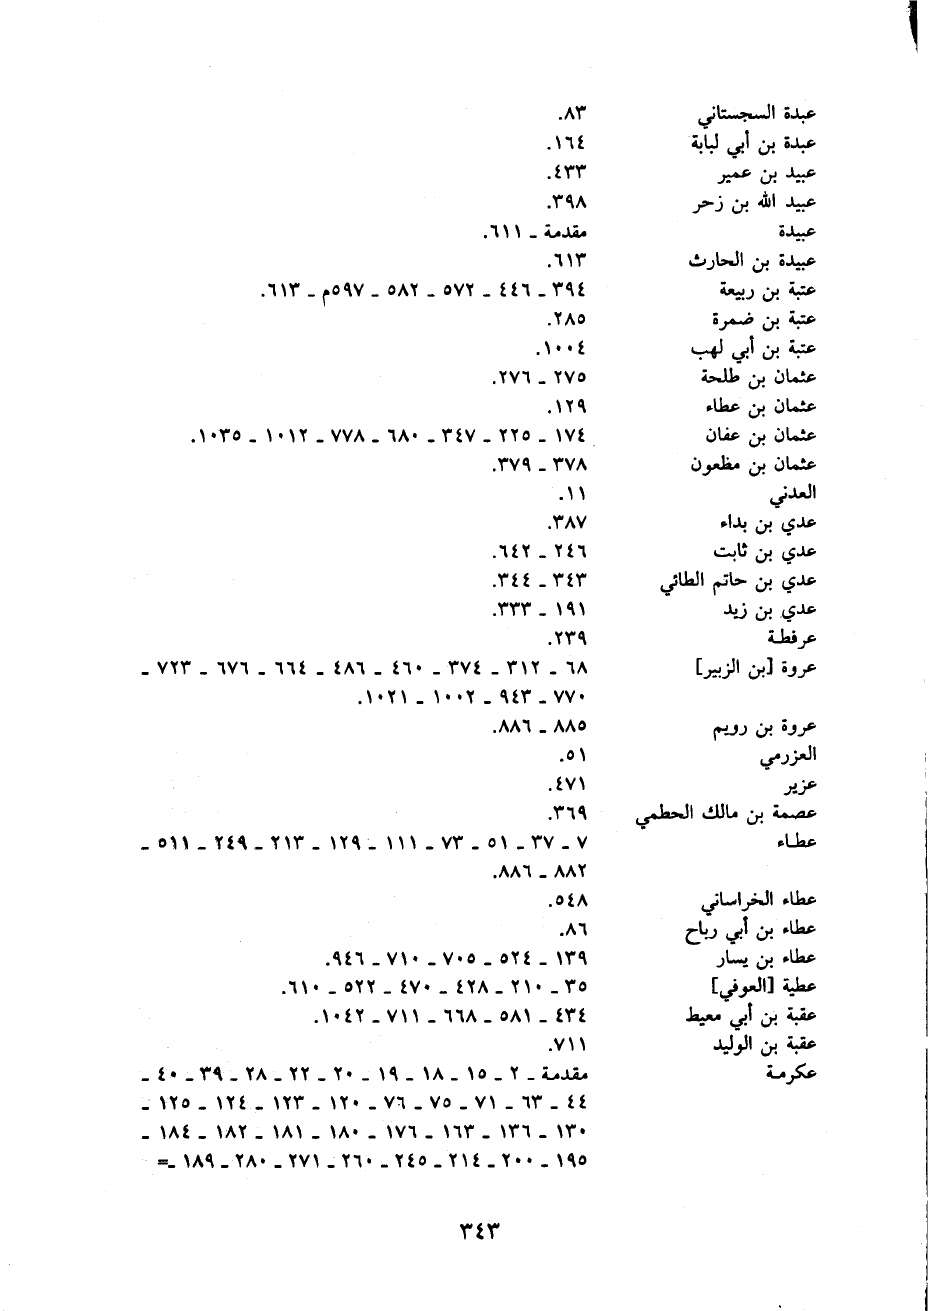 عبدة السجستاني ٨٣.
عبدة بن أبي لبابة ١٦٤.
عبيد بن عمير ٤٣٣.
عبيد الله بن زحر ٣٩٨.
عبيدة مقدمة ـ ٦١١.
عبيدة بن الحارث ٦١٣.
عتبة بن ربيعة ٣٩٤ ـ ٤٤٦ ـ ٥٧٢ ـ ٥٨٢ ـ ٥٩٧م ـ ٦١٣.
عتبة بن ضمرة ٢٨٥.
عتبة بن أبي لهب ١٠٠٤.
عثمان بن طلحة ٢٧٥ ـ ٢٧٦.
عثمان بن عطاء ١٢٩.
عثمان بن عفان ١٧٤ ـ ٢٢٥ ـ ٣٤٧ ـ ٦٨٠ ـ ٧٧٨ ـ ١٠١٢ ـ ١٠٣٥.
عثمان بن مظعون ٣٧٨ ـ ٣٧٩.
العدني ١١.
عدي بن بداء ٣٨٧.
عدي بن ثابت ٢٤٦ ـ ٦٤٢.
عدي بن حاتم الطائي ٣٤٣ ـ ٣٤٤.
عدي بن زيد ١٩١ ـ ٣٣٣.
عرفطة ٢٣٩.
عروة [بن الزبير] ٦٨ ـ ٣١٢ ـ ٣٧٤ ـ ٤٦٠ ـ ٤٨٦ ـ ٦٦٤ ـ ٦٧٦ ـ ٧٢٣ ـ
٧٧٠ ـ ٩٤٣ ـ ١٠٠٢ ـ ١٠٢١.
عروة بن رويم ٨٨٥ ـ ٨٨٦.
العزرمي ٥١.
عزير ٤٧١.
عصمة بن مالك الحطمي ٣٦٩.
عطاء ٧ ـ ٣٧ ـ ٥١ ـ ٧٣ ـ ١١١ ـ ١٢٩ ـ ٢١٣ ـ ٢٤٩ ـ ٥١١ ـ
٨٨٢ ـ ٨٨٦.
عطاء الخراساني ٥٤٨.
عطاء بن أبي رباح ٨٦.
عطاء بن يسار ١٣٩ ـ ٥٢٤ ـ ٧٠٥ ـ ٧١٠ ـ ٩٤٦.
عطية [العوفي] ٣٥ ـ ٢١٠ ـ ٤٢٨ ـ ٤٧٠ ـ ٥٢٢ ـ ٦١٠.
عقبة بن أبي معيط ٤٣٤ ـ ٥٨١ ـ ٦٦٨ ـ ٧١١ ـ ١٠٤٢.
عقبة بن الوليد ٧١١.
عكرمة مقدمة ـ ٢ ـ ١٥ ـ ١٨ ـ ١٩ ـ ٢٠ ـ ٢٢ ـ ٢٨ ـ ٣٩ ـ ٤٠ ـ
٤٤ ـ ٦٣ ـ ٧١ ـ ٧٥ ـ ٧٦ ـ ١٢٠ ـ ١٢٣ ـ ١٢٤ ـ ١٢٥ ـ
١٣٠ ـ ١٣٦ ـ ١٦٣ ـ ١٧٦ ـ ١٨٠ ـ ١٨١ ـ ١٨٢ ـ ١٨٤ ـ
١٩٥ ـ ٢٠٠ ـ ٢١٤ ـ ٢٤٥ ـ ٢٦٠ ـ ٢٧١ ـ ٢٨٠ ـ ١٨٩ ـ=
٣٤٣